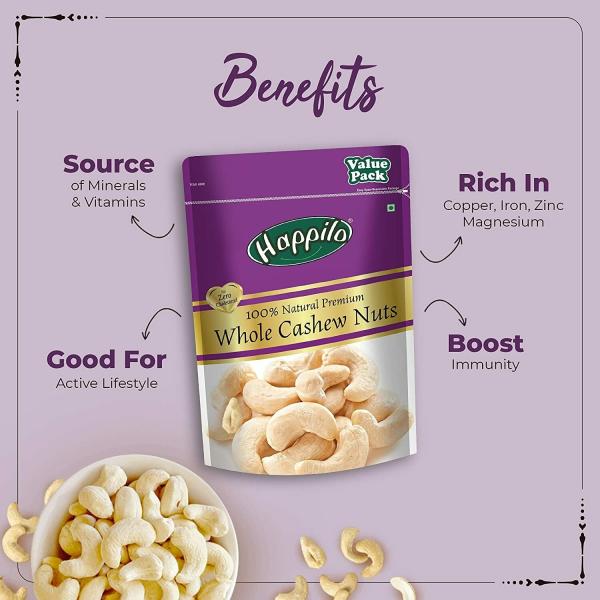 Benefits
Source
of Minerals
& Vitamins
Rich In
Copper, Iron, Zinc
Magnesium
Good For
Active Lifestyle
Boost
Immunity
Value
Pack
Happilo®
Zero
Cholesterol
100% Natural Premium
Whole Cashew Nuts